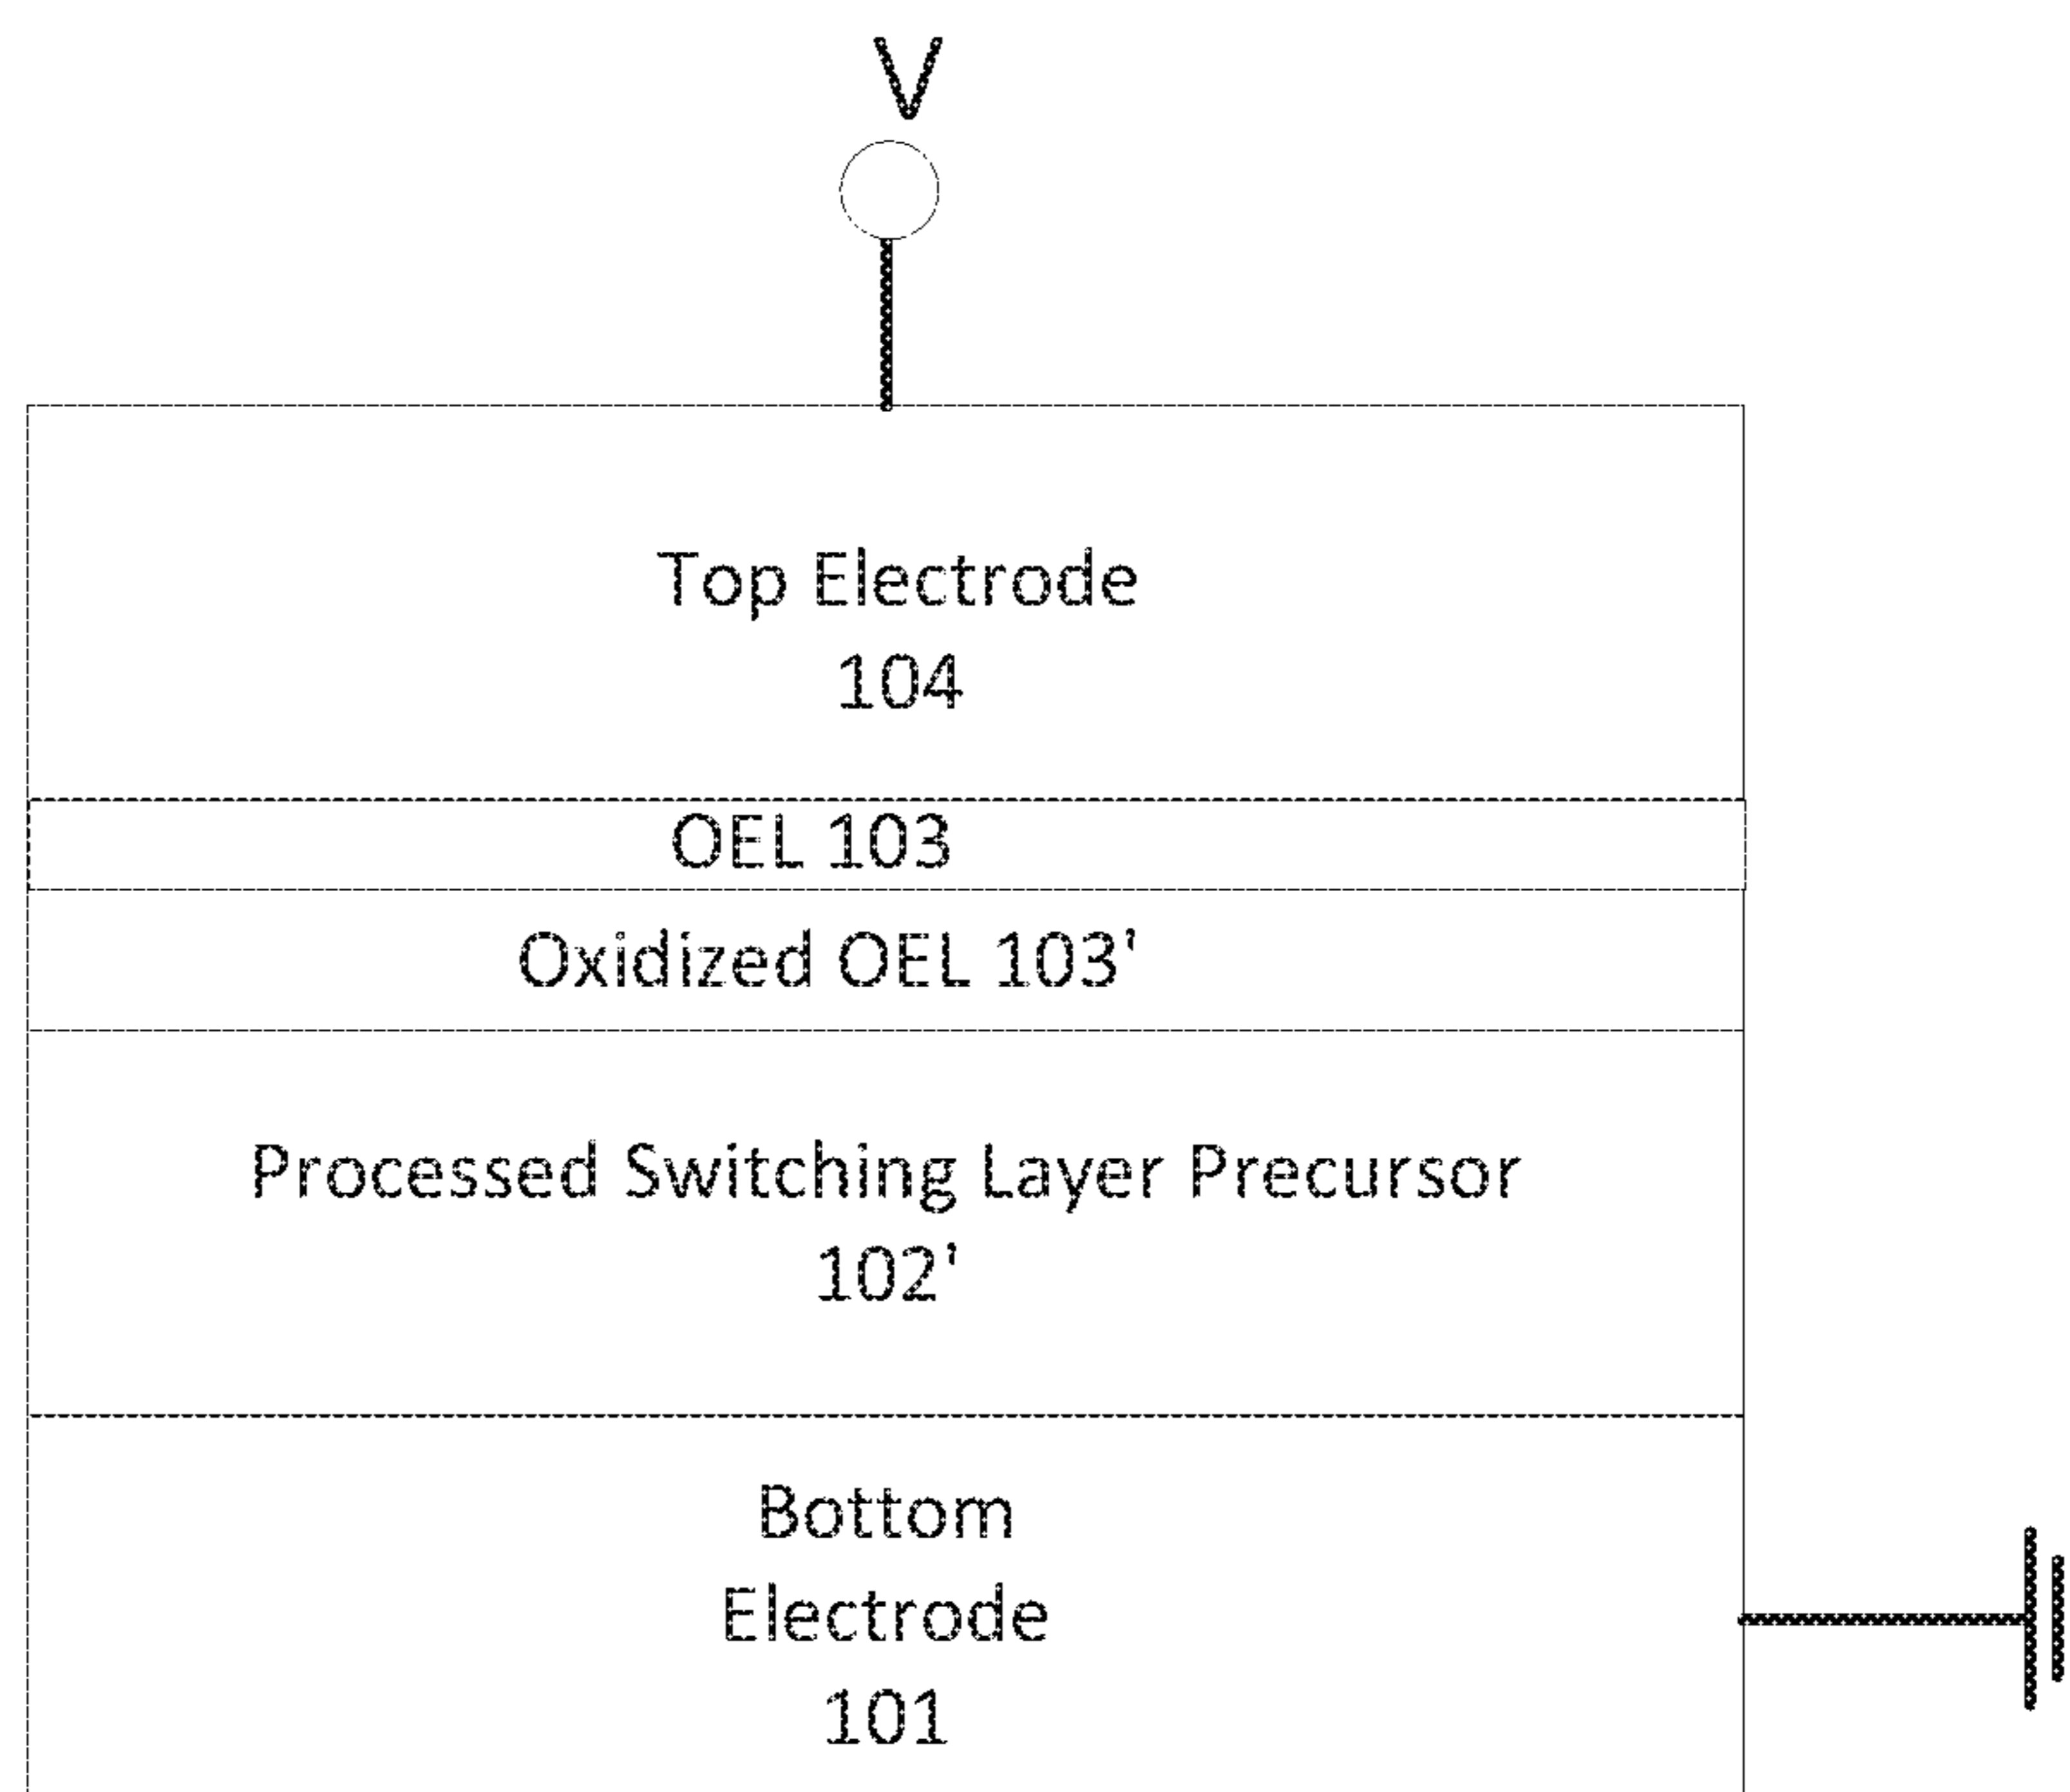 V
Top Electrode
104
OEL 103
Oxidized OEL 103'
Processed Switching Layer Precursor
102'
Bottom
Electrode
101